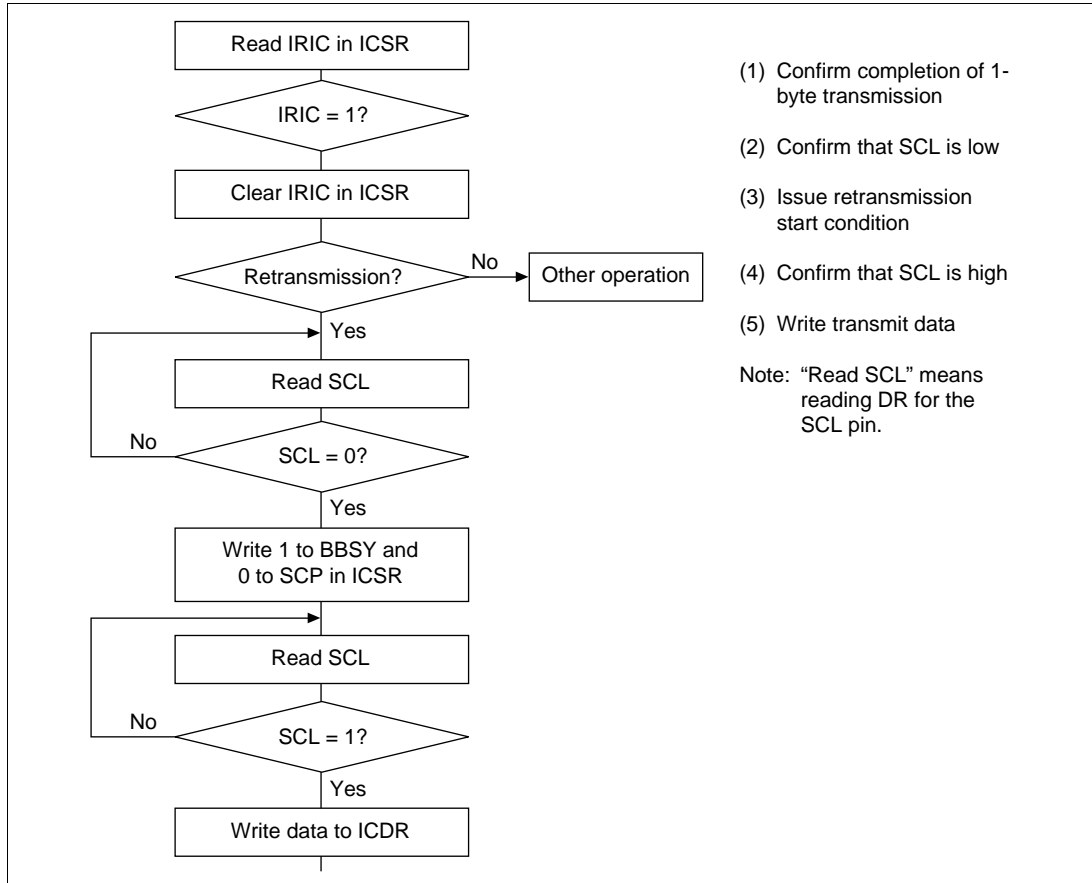 Read IRIC in ICSR
IRIC = 1?
Clear IRIC in ICSR
Retransmission?
No
Other operation
Yes
Read SCL
No
SCL = 0?
Yes
Write 1 to BBSY and
0 to SCP in ICSR
Read SCL
No
SCL = 1?
Yes
Write data to ICDR
(1) Confirm completion of 1-
byte transmission
(2) Confirm that SCL is low
(3) Issue retransmission
start condition
(4) Confirm that SCL is high
(5) Write transmit data
Note: “Read SCL” means
reading DR for the
SCL pin.